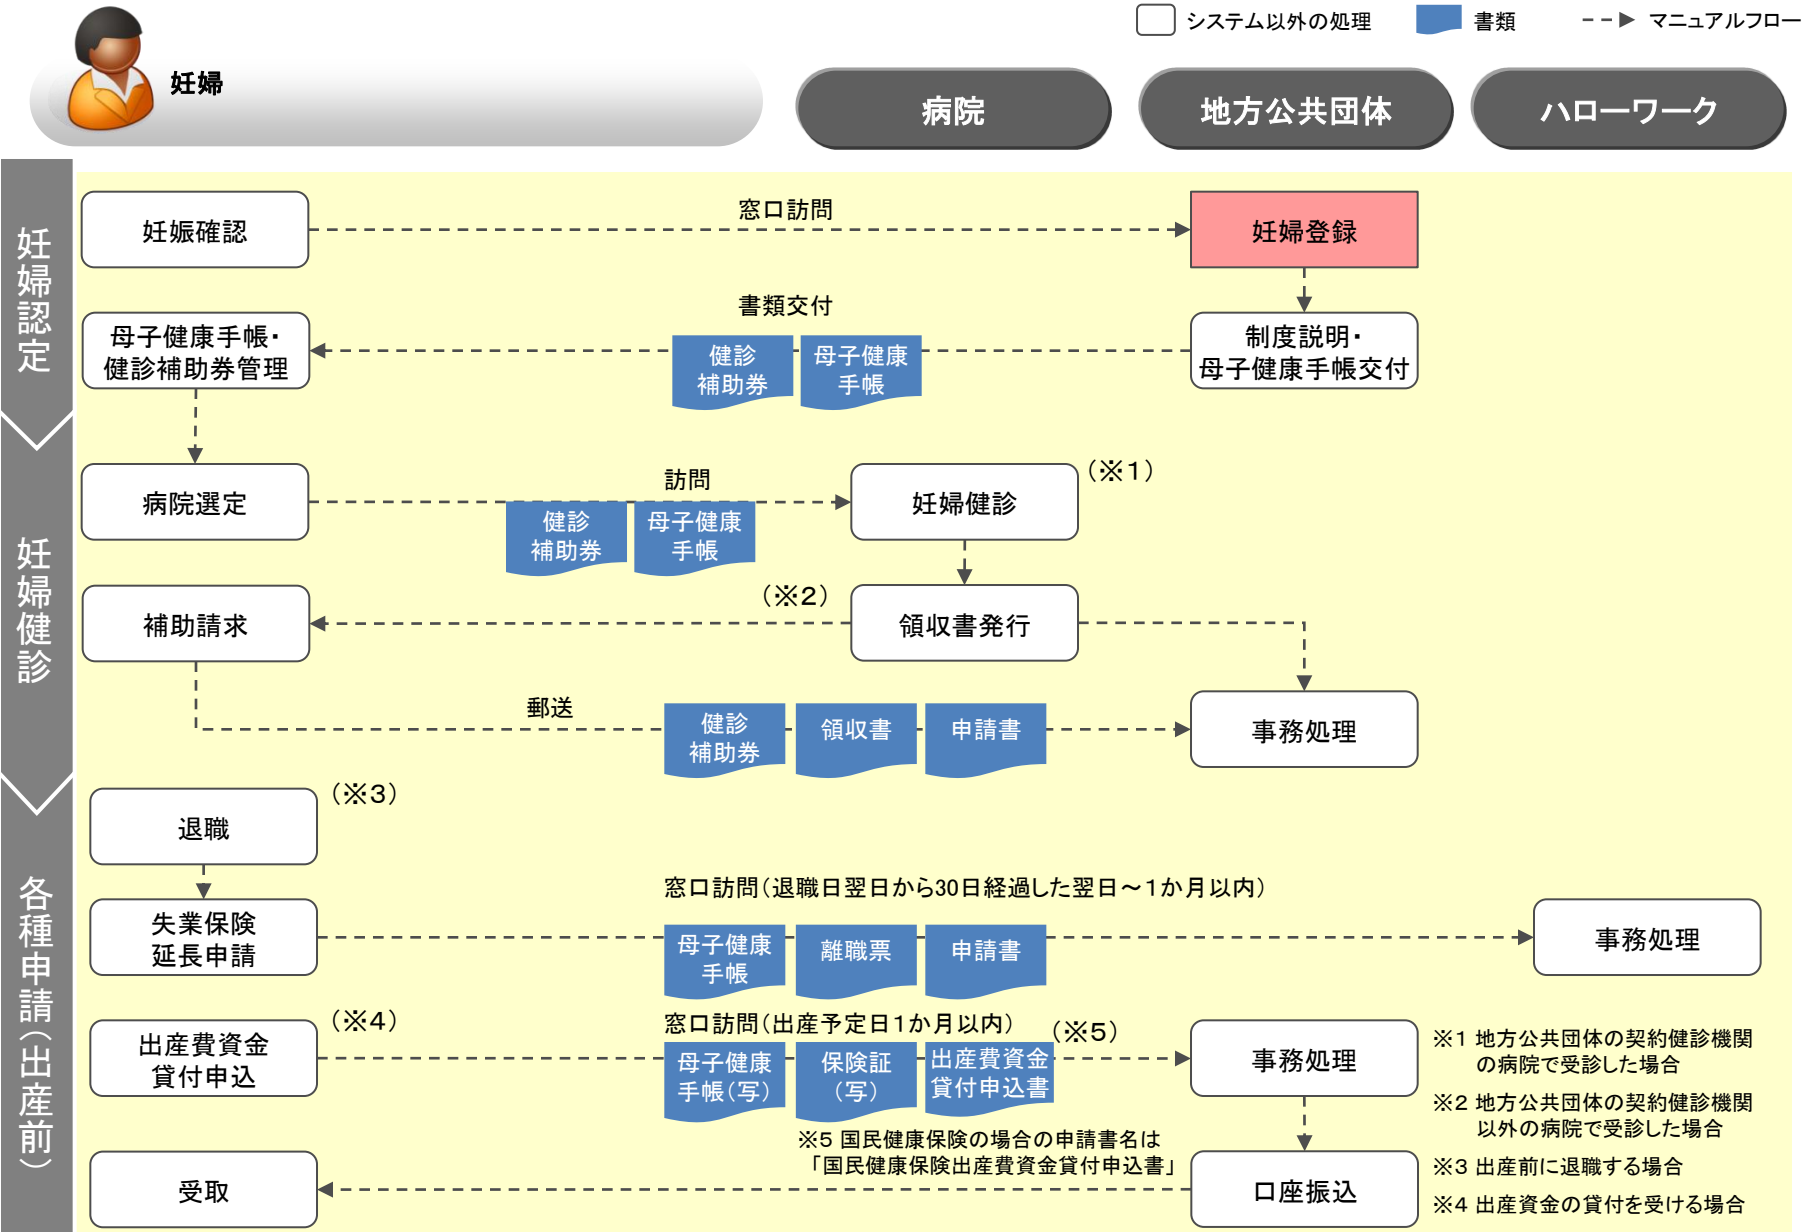 システム以外の処理
書類
マニュアルフロー
妊婦
病院
地方公共団体
ハローワーク
妊婦認定
妊娠確認
窓口訪問
妊婦登録
書類交付
母子健康手帳・
健診補助券管理
健診
補助券
母子健康
手帳
制度説明・
母子健康手帳交付
妊婦健診
病院選定
訪問
健診
補助券
母子健康
手帳
妊婦健診
（※1）
補助請求
（※2）
領収書発行
郵送
健診
補助券
領収書
申請書
事務処理
各種申請（出産前）
退職
（※3）
失業保険
延長申請
窓口訪問（退職日翌日から30日経過した翌日～1か月以内）
母子健康
手帳
離職票
申請書
事務処理
出産費資金
貸付申込
（※4）
窓口訪問（出産予定日1か月以内）
（※5）
母子健康
手帳（写）
保険証
（写）
出産費資金
貸付申込書
事務処理
※5 国民健康保険の場合の申請書名は
「国民健康保険出産費資金貸付申込書」
受取
口座振込
※1 地方公共団体の契約健診機関
の病院で受診した場合
※2 地方公共団体の契約健診機関
以外の病院で受診した場合
※3 出産前に退職する場合
※4 出産資金の貸付を受ける場合